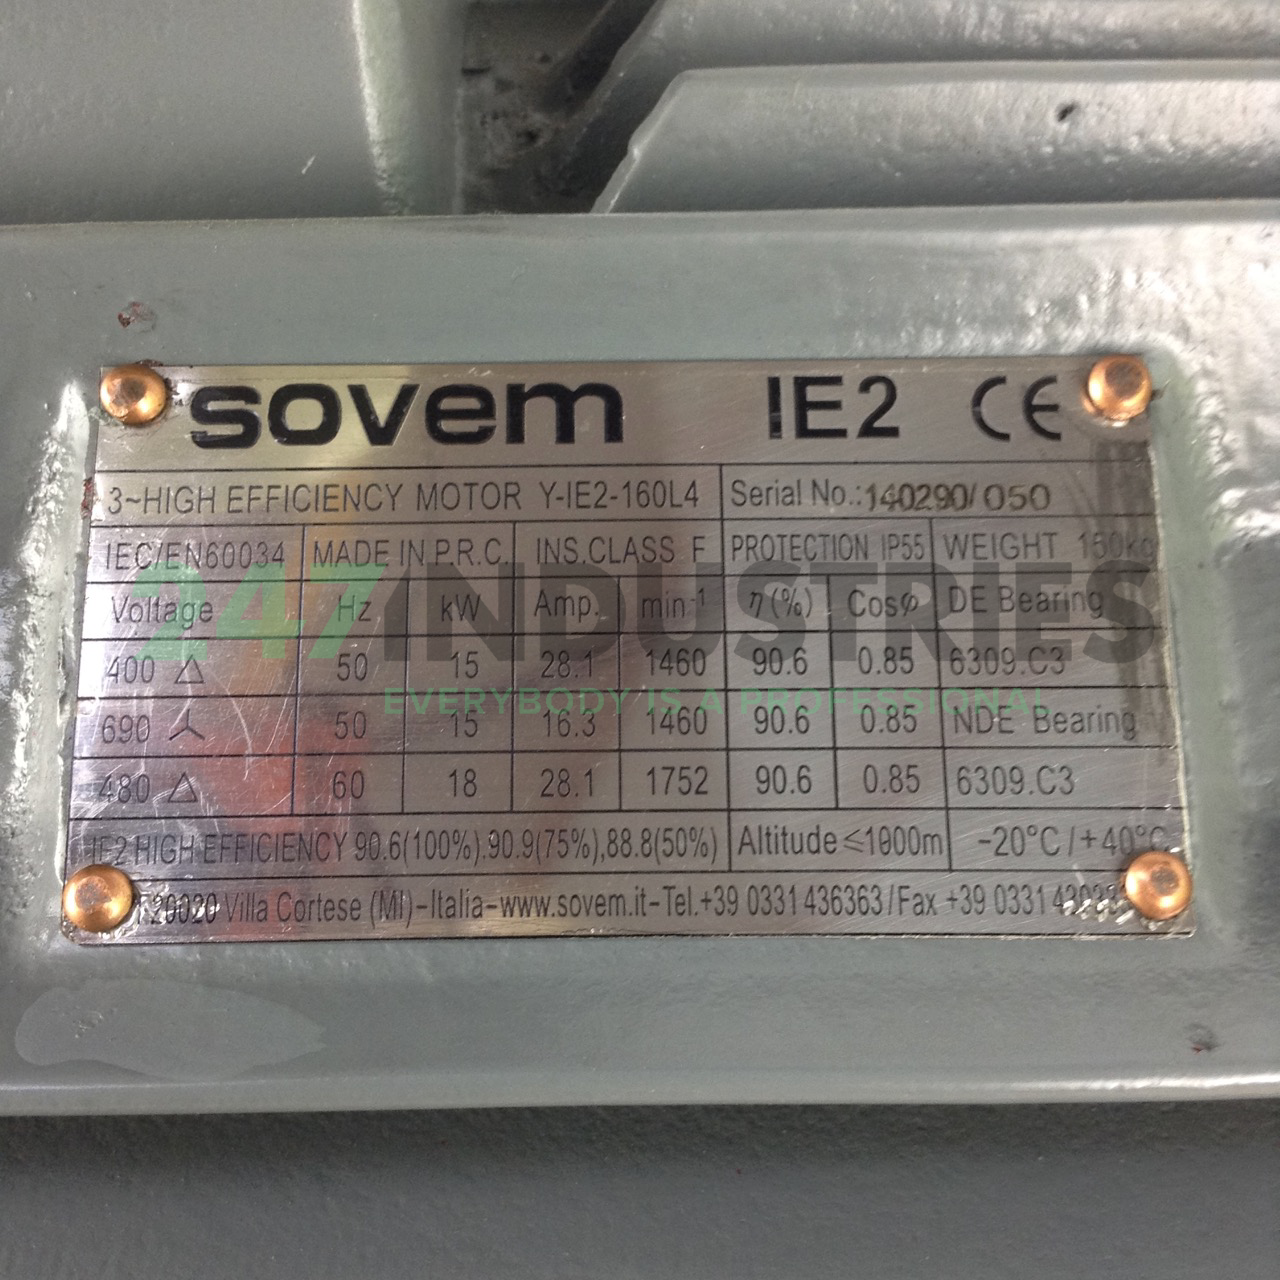 sovem IE2 CE
3~HIGH EFFICIENCY MOTOR Y-IE2-160L4 Serial No.:140290/050
IEC/EN60034 MADE IN P.R.C. INS.CLASS F PROTECTION IP55 WEIGHT 160kg
247INDUSTRIES
Voltage Hz kW Amp. min⁻¹ η(%) Cosφ DE Bearing
400 △ 50 15 28.1 1460 90.6 0.85 6309.C3
EVERYBODY IS A PROFESSIONAL
690 Y 50 15 16.3 1460 90.6 0.85 NDE Bearing
480 △ 60 18 28.1 1752 90.6 0.85 6309.C3
IE2 HIGH EFFICIENCY 90.6(100%).90.9(75%),88.8(50%) Altitude≤1000m -20°C/+40°C
20020 Villa Cortese (MI)-Italia-www.sovem.it-Tel.+39 0331 436363/Fax +39 0331